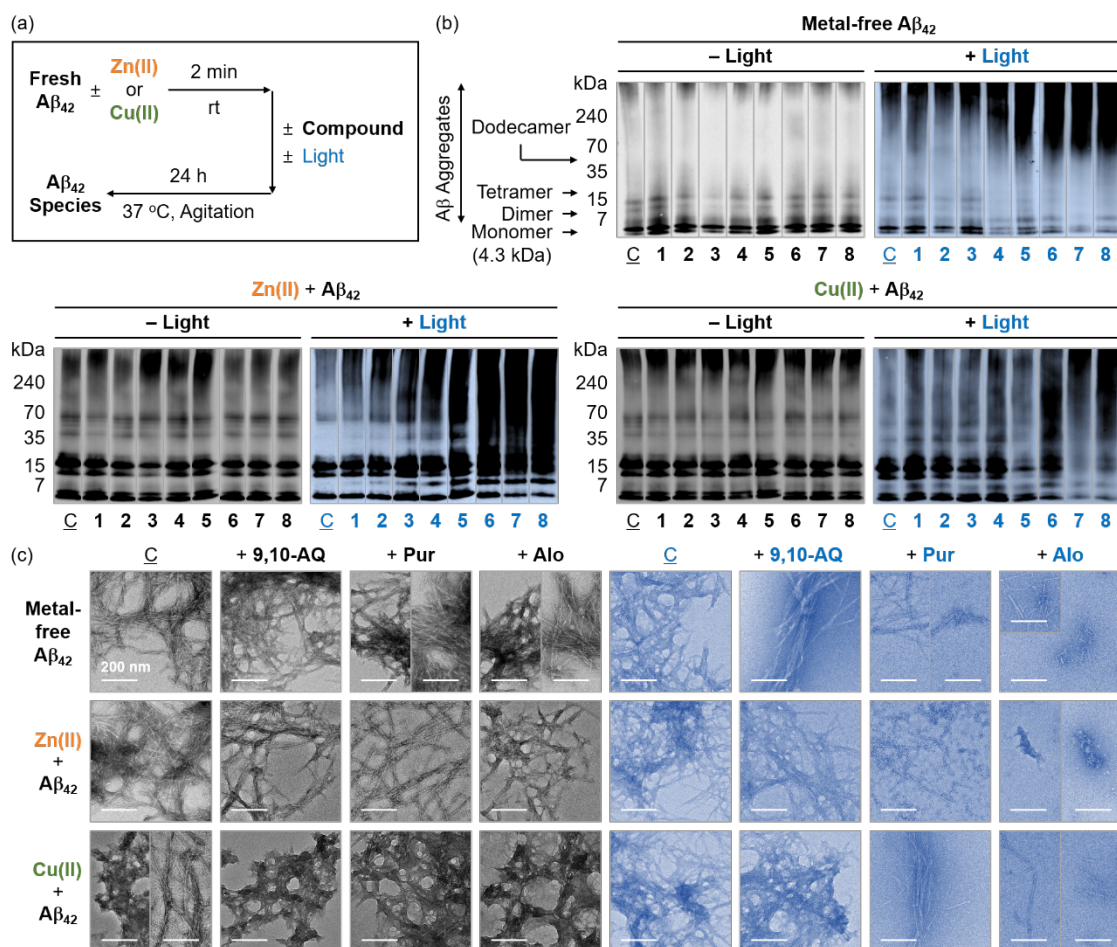 (a)
Fresh Aβ42 ± Zn(II) or Cu(II)
2 min
rt
± Compound
± Light
24 h
37 °C, Agitation
Aβ42 Species
(b)
Metal-free Aβ42
– Light
+ Light
Aβ Aggregates
Dodecamer
Tetramer
Dimer
Monomer
(4.3 kDa)
kDa
240
70
35
15
7
C 1 2 3 4 5 6 7 8
C 1 2 3 4 5 6 7 8
Zn(II) + Aβ42
– Light
+ Light
kDa
240
70
35
15
7
C 1 2 3 4 5 6 7 8
C 1 2 3 4 5 6 7 8
Cu(II) + Aβ42
– Light
+ Light
kDa
240
70
35
15
7
C 1 2 3 4 5 6 7 8
C 1 2 3 4 5 6 7 8
(c)
C + 9,10-AQ + Pur + Alo C + 9,10-AQ + Pur + Alo
Metal-
free
Aβ42
200 nm
Zn(II)
+
Aβ42
Cu(II)
+
Aβ42